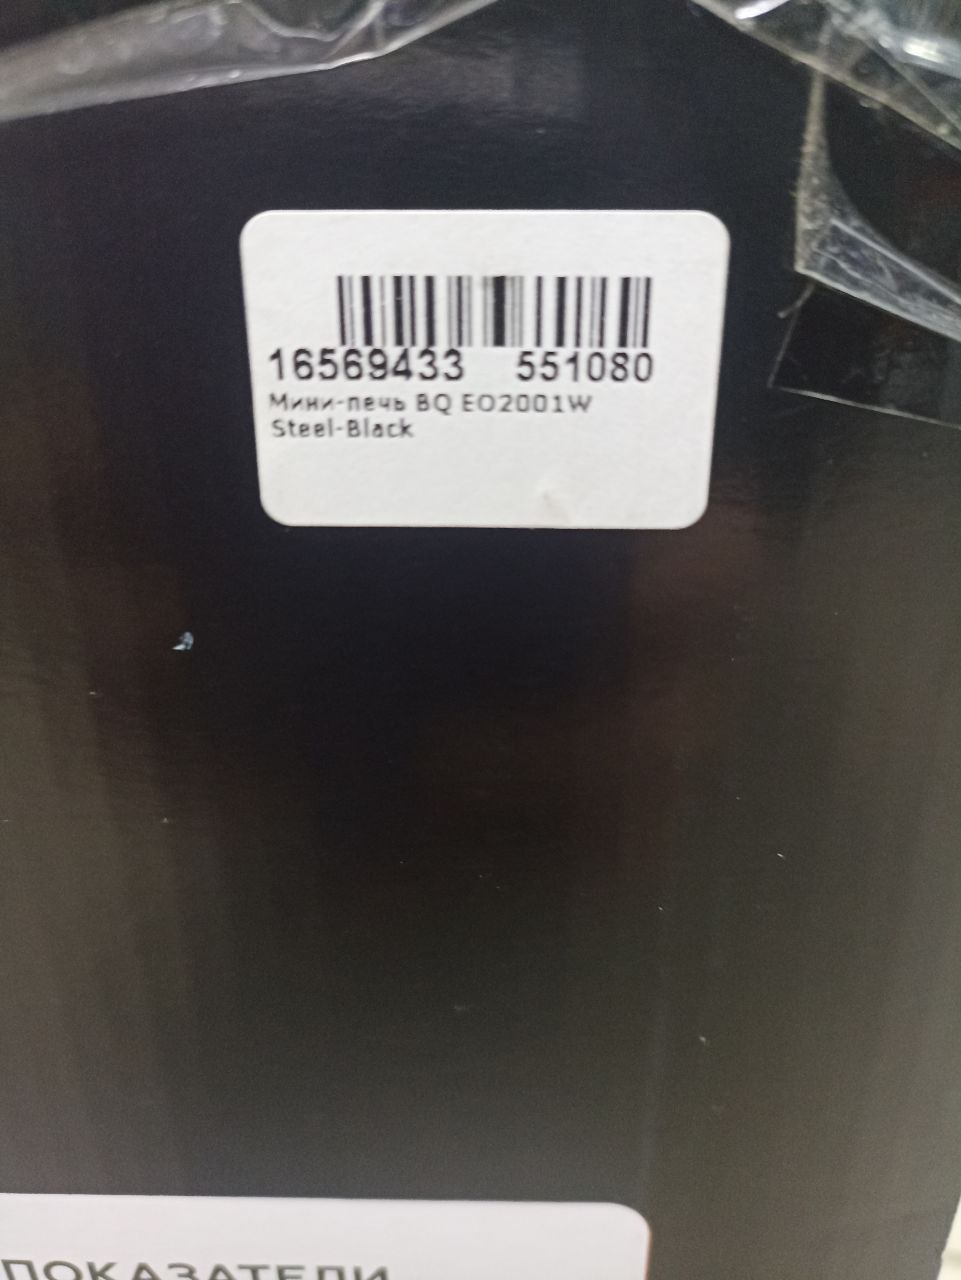 16569433 551080
Мини-печь BQ EO2001W
Steel-Black
ПОКАЗАТЕЛИ